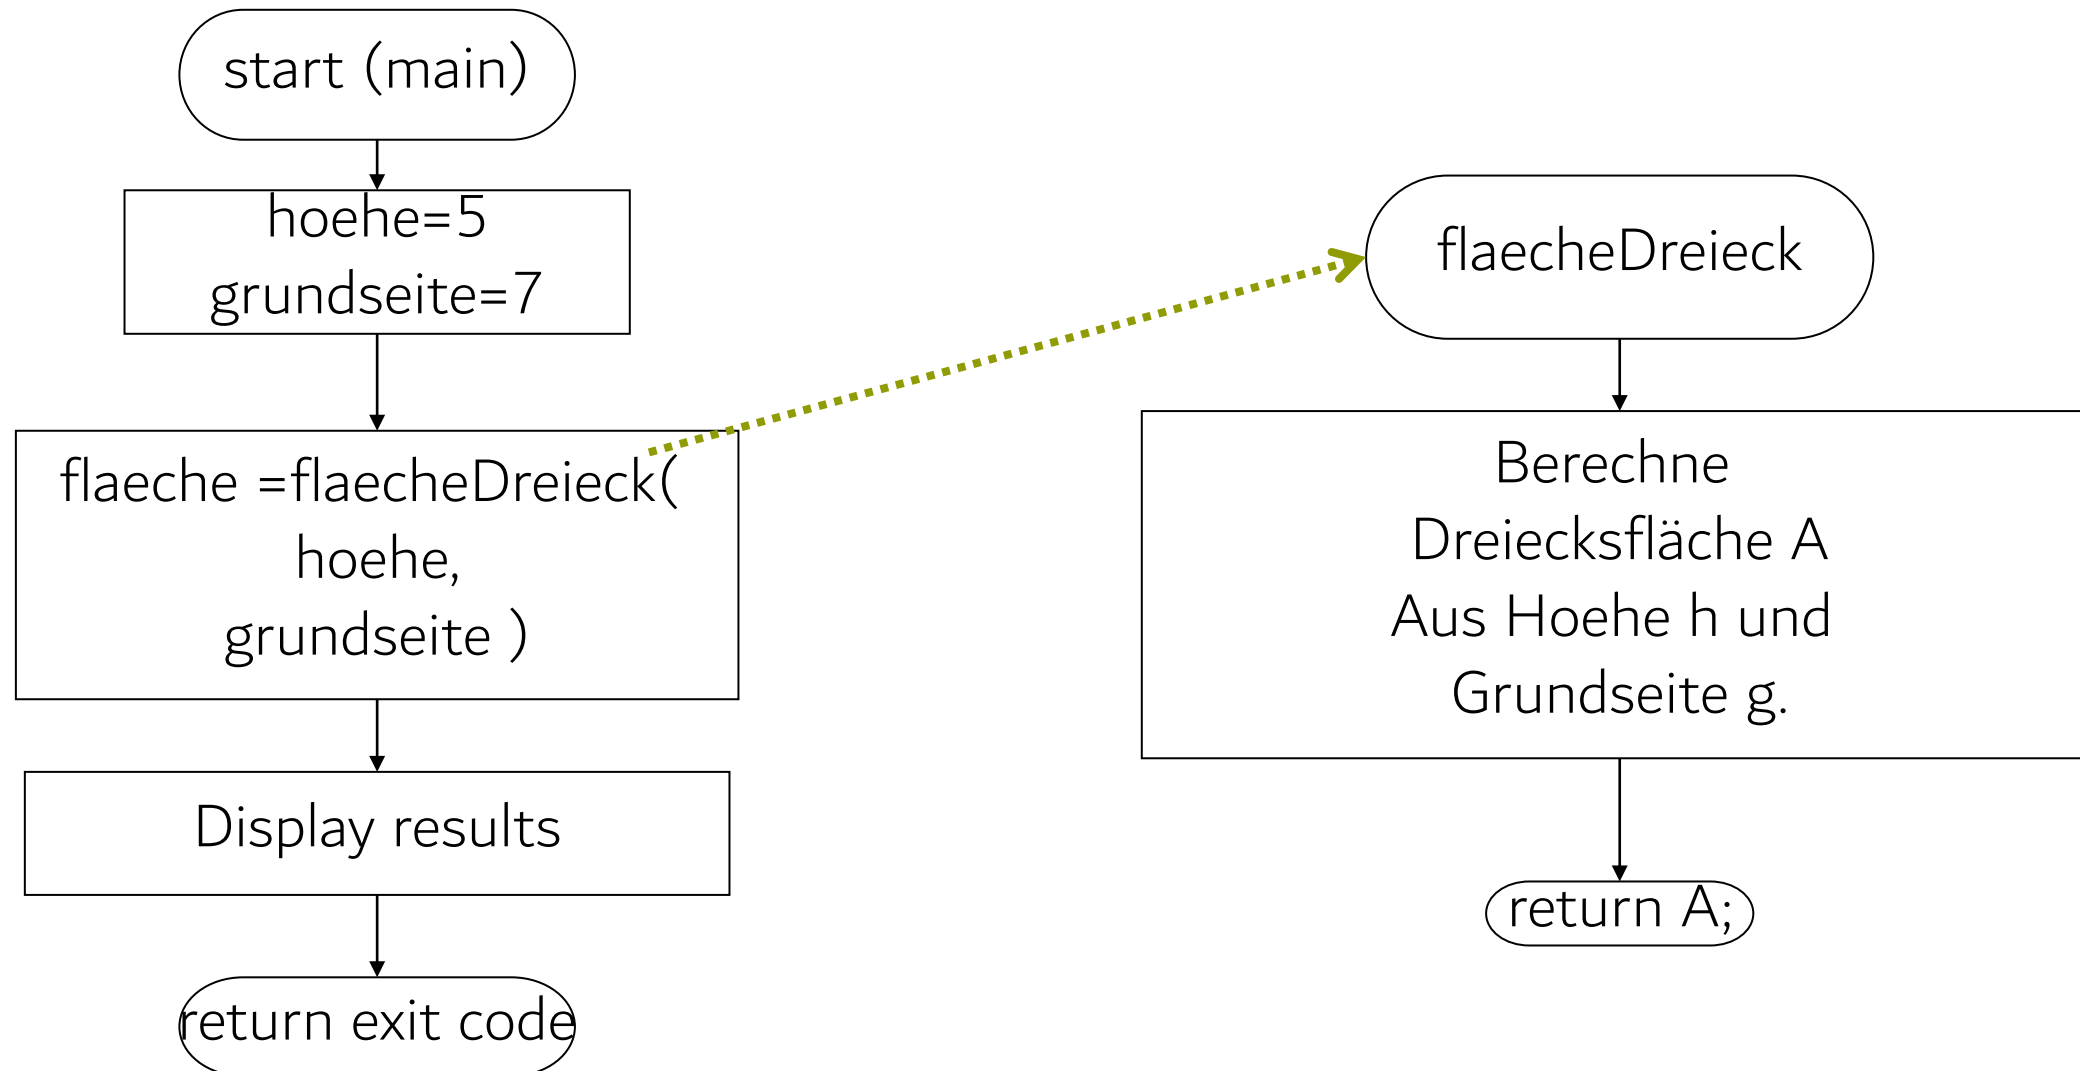 start (main)
hoehe=5
grundseite=7
flaeche =flaecheDreieck(
hoehe,
grundseite )
Display results
return exit code
flaecheDreieck
Berechne
Dreiecksfläche A
Aus Hoehe h und
Grundseite g.
return A;